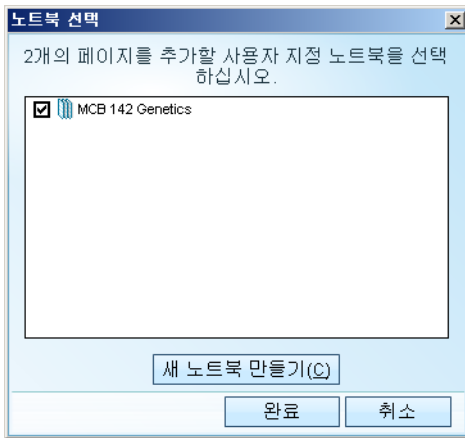 노트북 선택
2개의 페이지를 추가할 사용자 지정 노트북을 선택
하십시오.
MCB 142 Genetics
새 노트북 만들기(C)
완료
취소